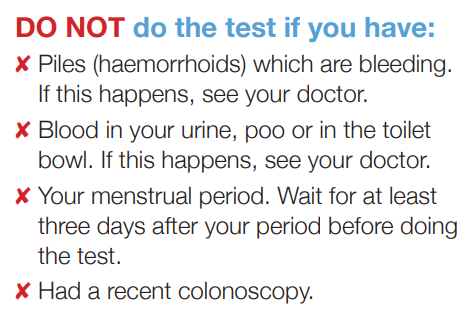 DO NOT do the test if you have:
✘ Piles (haemorrhoids) which are bleeding.
If this happens, see your doctor.
✘ Blood in your urine, poo or in the toilet
bowl. If this happens, see your doctor.
✘ Your menstrual period. Wait for at least
three days after your period before doing
the test.
✘ Had a recent colonoscopy.